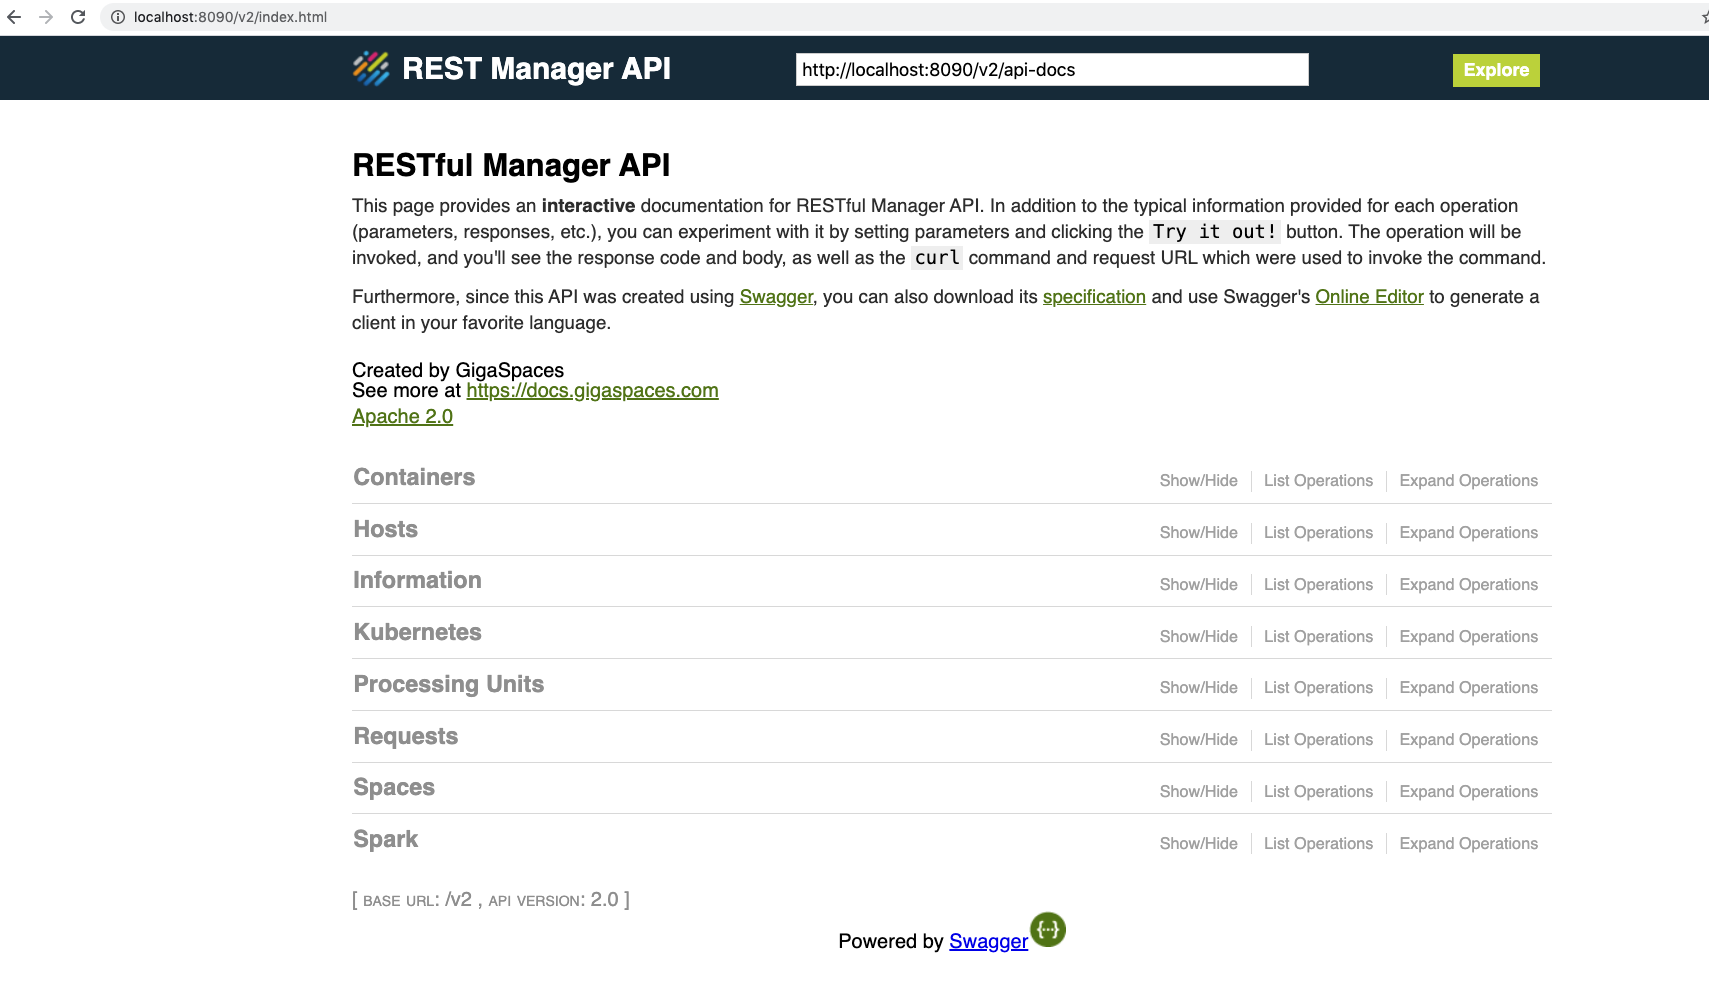 localhost:8090/v2/index.html
REST Manager API
http://localhost:8090/v2/api-docs
Explore
RESTful Manager API
This page provides an interactive documentation for RESTful Manager API. In addition to the typical information provided for each operation
(parameters, responses, etc.), you can experiment with it by setting parameters and clicking the Try it out! button. The operation will be
invoked, and you'll see the response code and body, as well as the curl command and request URL which were used to invoke the command.
Furthermore, since this API was created using Swagger, you can also download its specification and use Swagger's Online Editor to generate a
client in your favorite language.
Created by GigaSpaces
See more at https://docs.gigaspaces.com
Apache 2.0
Containers Show/Hide List Operations Expand Operations
Hosts Show/Hide List Operations Expand Operations
Information Show/Hide List Operations Expand Operations
Kubernetes Show/Hide List Operations Expand Operations
Processing Units Show/Hide List Operations Expand Operations
Requests Show/Hide List Operations Expand Operations
Spaces Show/Hide List Operations Expand Operations
Spark Show/Hide List Operations Expand Operations
[ BASE URL: /v2 , API VERSION: 2.0 ]
Powered by Swagger {...}